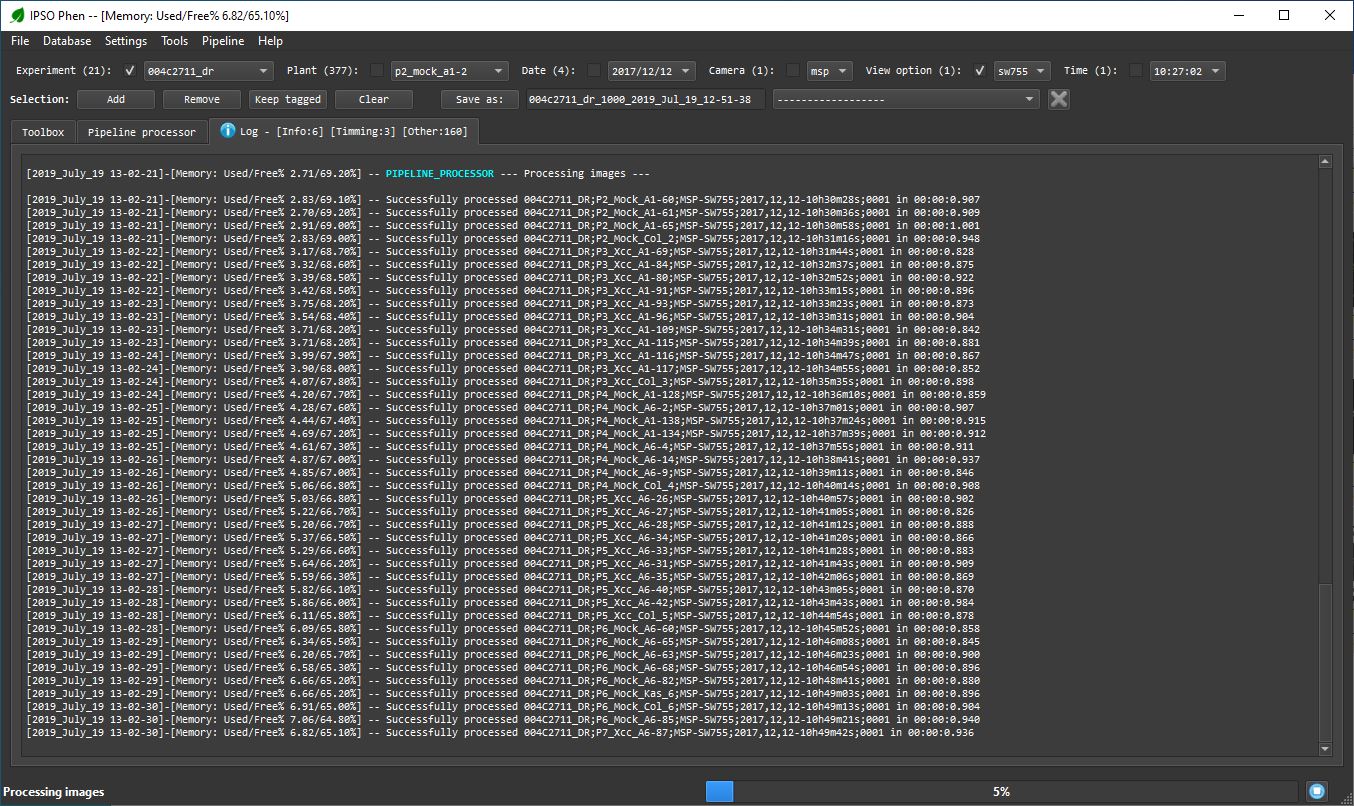 IPSO Phen -- [Memory: Used/Free% 6.82/65.10%]
File Database Settings Tools Pipeline Help
Experiment (21): 004c2711_dr Plant (377): p2_mock_a1-2 Date (4): 2017/12/12 Camera (1): msp View option (1): sw755 Time (1): 10:27:02
Selection: Add Remove Keep tagged Clear Save as: 004c2711_dr_1000_2019_Jul_19_12-51-38 ------------------
Toolbox Pipeline processor Log - [Info:6] [Timming:3] [Other:160]
[2019_July_19 13-02-21]-[Memory: Used/Free% 2.71/69.20%] -- PIPELINE_PROCESSOR --- Processing images ---
[2019_July_19 13-02-21]-[Memory: Used/Free% 2.83/69.10%] -- Successfully processed 004C2711_DR;P2_Mock_A1-60;MSP-SW755;2017,12,12-10h30m28s;0001 in 00:00:0.907
[2019_July_19 13-02-21]-[Memory: Used/Free% 2.70/69.20%] -- Successfully processed 004C2711_DR;P2_Mock_A1-61;MSP-SW755;2017,12,12-10h30m36s;0001 in 00:00:0.909
[2019_July_19 13-02-21]-[Memory: Used/Free% 2.91/69.00%] -- Successfully processed 004C2711_DR;P2_Mock_A1-65;MSP-SW755;2017,12,12-10h30m58s;0001 in 00:00:1.001
[2019_July_19 13-02-21]-[Memory: Used/Free% 2.83/69.00%] -- Successfully processed 004C2711_DR;P2_Mock_Col_2;MSP-SW755;2017,12,12-10h31m16s;0001 in 00:00:0.948
[2019_July_19 13-02-22]-[Memory: Used/Free% 3.17/68.70%] -- Successfully processed 004C2711_DR;P3_Xcc_A1-69;MSP-SW755;2017,12,12-10h31m44s;0001 in 00:00:0.828
[2019_July_19 13-02-22]-[Memory: Used/Free% 3.32/68.60%] -- Successfully processed 004C2711_DR;P3_Xcc_A1-84;MSP-SW755;2017,12,12-10h32m37s;0001 in 00:00:0.875
[2019_July_19 13-02-22]-[Memory: Used/Free% 3.39/68.50%] -- Successfully processed 004C2711_DR;P3_Xcc_A1-80;MSP-SW755;2017,12,12-10h32m52s;0001 in 00:00:0.922
[2019_July_19 13-02-22]-[Memory: Used/Free% 3.42/68.50%] -- Successfully processed 004C2711_DR;P3_Xcc_A1-91;MSP-SW755;2017,12,12-10h33m15s;0001 in 00:00:0.896
[2019_July_19 13-02-23]-[Memory: Used/Free% 3.75/68.20%] -- Successfully processed 004C2711_DR;P3_Xcc_A1-93;MSP-SW755;2017,12,12-10h33m23s;0001 in 00:00:0.873
[2019_July_19 13-02-23]-[Memory: Used/Free% 3.54/68.40%] -- Successfully processed 004C2711_DR;P3_Xcc_A1-96;MSP-SW755;2017,12,12-10h33m31s;0001 in 00:00:0.904
[2019_July_19 13-02-23]-[Memory: Used/Free% 3.71/68.20%] -- Successfully processed 004C2711_DR;P3_Xcc_A1-109;MSP-SW755;2017,12,12-10h34m31s;0001 in 00:00:0.842
[2019_July_19 13-02-23]-[Memory: Used/Free% 3.71/68.20%] -- Successfully processed 004C2711_DR;P3_Xcc_A1-115;MSP-SW755;2017,12,12-10h34m39s;0001 in 00:00:0.881
[2019_July_19 13-02-24]-[Memory: Used/Free% 3.99/67.90%] -- Successfully processed 004C2711_DR;P3_Xcc_A1-116;MSP-SW755;2017,12,12-10h34m47s;0001 in 00:00:0.867
[2019_July_19 13-02-24]-[Memory: Used/Free% 3.90/68.00%] -- Successfully processed 004C2711_DR;P3_Xcc_A1-117;MSP-SW755;2017,12,12-10h34m55s;0001 in 00:00:0.852
[2019_July_19 13-02-24]-[Memory: Used/Free% 4.07/67.80%] -- Successfully processed 004C2711_DR;P3_Xcc_Col_3;MSP-SW755;2017,12,12-10h35m35s;0001 in 00:00:0.898
[2019_July_19 13-02-24]-[Memory: Used/Free% 4.20/67.70%] -- Successfully processed 004C2711_DR;P4_Mock_A1-128;MSP-SW755;2017,12,12-10h36m10s;0001 in 00:00:0.859
[2019_July_19 13-02-25]-[Memory: Used/Free% 4.28/67.60%] -- Successfully processed 004C2711_DR;P4_Mock_A6-2;MSP-SW755;2017,12,12-10h37m01s;0001 in 00:00:0.907
[2019_July_19 13-02-25]-[Memory: Used/Free% 4.44/67.40%] -- Successfully processed 004C2711_DR;P4_Mock_A1-138;MSP-SW755;2017,12,12-10h37m24s;0001 in 00:00:0.915
[2019_July_19 13-02-25]-[Memory: Used/Free% 4.69/67.20%] -- Successfully processed 004C2711_DR;P4_Mock_A1-134;MSP-SW755;2017,12,12-10h37m39s;0001 in 00:00:0.912
[2019_July_19 13-02-25]-[Memory: Used/Free% 4.61/67.30%] -- Successfully processed 004C2711_DR;P4_Mock_A6-4;MSP-SW755;2017,12,12-10h37m55s;0001 in 00:00:0.911
[2019_July_19 13-02-26]-[Memory: Used/Free% 4.87/67.00%] -- Successfully processed 004C2711_DR;P4_Mock_A6-14;MSP-SW755;2017,12,12-10h38m41s;0001 in 00:00:0.937
[2019_July_19 13-02-26]-[Memory: Used/Free% 4.85/67.00%] -- Successfully processed 004C2711_DR;P4_Mock_A6-9;MSP-SW755;2017,12,12-10h39m11s;0001 in 00:00:0.846
[2019_July_19 13-02-26]-[Memory: Used/Free% 5.06/66.80%] -- Successfully processed 004C2711_DR;P4_Mock_Col_4;MSP-SW755;2017,12,12-10h40m14s;0001 in 00:00:0.908
[2019_July_19 13-02-26]-[Memory: Used/Free% 5.03/66.80%] -- Successfully processed 004C2711_DR;P5_Xcc_A6-26;MSP-SW755;2017,12,12-10h40m57s;0001 in 00:00:0.902
[2019_July_19 13-02-26]-[Memory: Used/Free% 5.22/66.70%] -- Successfully processed 004C2711_DR;P5_Xcc_A6-27;MSP-SW755;2017,12,12-10h41m05s;0001 in 00:00:0.826
[2019_July_19 13-02-27]-[Memory: Used/Free% 5.20/66.70%] -- Successfully processed 004C2711_DR;P5_Xcc_A6-28;MSP-SW755;2017,12,12-10h41m12s;0001 in 00:00:0.888
[2019_July_19 13-02-27]-[Memory: Used/Free% 5.37/66.50%] -- Successfully processed 004C2711_DR;P5_Xcc_A6-34;MSP-SW755;2017,12,12-10h41m20s;0001 in 00:00:0.866
[2019_July_19 13-02-27]-[Memory: Used/Free% 5.29/66.60%] -- Successfully processed 004C2711_DR;P5_Xcc_A6-33;MSP-SW755;2017,12,12-10h41m28s;0001 in 00:00:0.883
[2019_July_19 13-02-27]-[Memory: Used/Free% 5.64/66.20%] -- Successfully processed 004C2711_DR;P5_Xcc_A6-31;MSP-SW755;2017,12,12-10h41m43s;0001 in 00:00:0.909
[2019_July_19 13-02-27]-[Memory: Used/Free% 5.59/66.30%] -- Successfully processed 004C2711_DR;P5_Xcc_A6-35;MSP-SW755;2017,12,12-10h42m06s;0001 in 00:00:0.869
[2019_July_19 13-02-28]-[Memory: Used/Free% 5.82/66.10%] -- Successfully processed 004C2711_DR;P5_Xcc_A6-40;MSP-SW755;2017,12,12-10h43m05s;0001 in 00:00:0.870
[2019_July_19 13-02-28]-[Memory: Used/Free% 5.86/66.00%] -- Successfully processed 004C2711_DR;P5_Xcc_A6-42;MSP-SW755;2017,12,12-10h43m43s;0001 in 00:00:0.984
[2019_July_19 13-02-28]-[Memory: Used/Free% 6.11/65.80%] -- Successfully processed 004C2711_DR;P5_Xcc_Col_5;MSP-SW755;2017,12,12-10h44m54s;0001 in 00:00:0.878
[2019_July_19 13-02-28]-[Memory: Used/Free% 6.09/65.80%] -- Successfully processed 004C2711_DR;P6_Mock_A6-60;MSP-SW755;2017,12,12-10h45m52s;0001 in 00:00:0.858
[2019_July_19 13-02-29]-[Memory: Used/Free% 6.34/65.50%] -- Successfully processed 004C2711_DR;P6_Mock_A6-65;MSP-SW755;2017,12,12-10h46m08s;0001 in 00:00:0.845
[2019_July_19 13-02-29]-[Memory: Used/Free% 6.20/65.70%] -- Successfully processed 004C2711_DR;P6_Mock_A6-63;MSP-SW755;2017,12,12-10h46m23s;0001 in 00:00:0.900
[2019_July_19 13-02-29]-[Memory: Used/Free% 6.58/65.30%] -- Successfully processed 004C2711_DR;P6_Mock_A6-68;MSP-SW755;2017,12,12-10h46m54s;0001 in 00:00:0.896
[2019_July_19 13-02-29]-[Memory: Used/Free% 6.66/65.20%] -- Successfully processed 004C2711_DR;P6_Mock_A6-82;MSP-SW755;2017,12,12-10h48m41s;0001 in 00:00:0.880
[2019_July_19 13-02-29]-[Memory: Used/Free% 6.66/65.20%] -- Successfully processed 004C2711_DR;P6_Mock_Kas_6;MSP-SW755;2017,12,12-10h49m03s;0001 in 00:00:0.896
[2019_July_19 13-02-30]-[Memory: Used/Free% 6.91/65.00%] -- Successfully processed 004C2711_DR;P6_Mock_Col_6;MSP-SW755;2017,12,12-10h49m13s;0001 in 00:00:0.904
[2019_July_19 13-02-30]-[Memory: Used/Free% 7.06/64.80%] -- Successfully processed 004C2711_DR;P6_Mock_A6-85;MSP-SW755;2017,12,12-10h49m21s;0001 in 00:00:0.940
[2019_July_19 13-02-30]-[Memory: Used/Free% 6.82/65.10%] -- Successfully processed 004C2711_DR;P7_Xcc_A6-87;MSP-SW755;2017,12,12-10h49m42s;0001 in 00:00:0.936
Processing images 5%